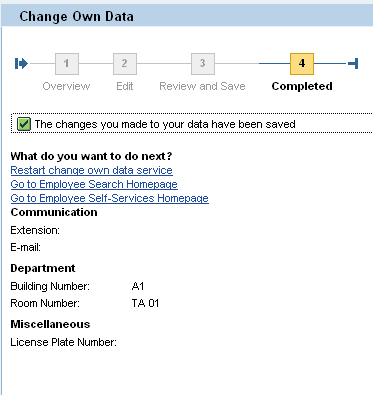 Change Own Data
1 2 3 4
Overview Edit Review and Save Completed
The changes you made to your data have been saved
What do you want to do next?
Restart change own data service
Go to Employee Search Homepage
Go to Employee Self-Services Homepage
Communication
Extension:
E-mail:
Department
Building Number: A1
Room Number: TA 01
Miscellaneous
License Plate Number: